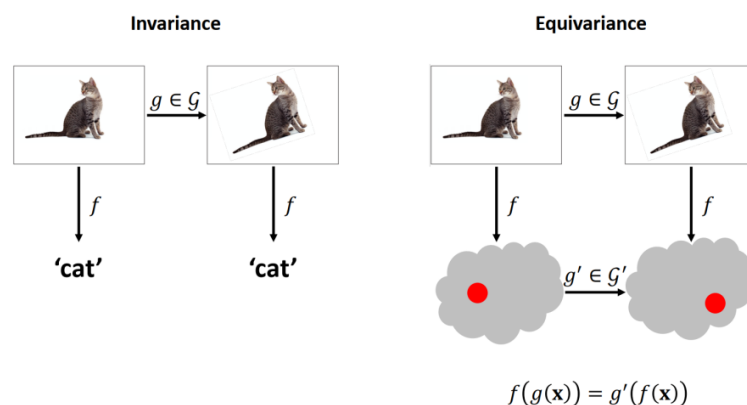 Invariance
g ∈ 𝒢
f
f
'cat'
'cat'
Equivariance
g ∈ 𝒢
f
f
g′ ∈ 𝒢′
f(g(𝐱)) = g′(f(𝐱))